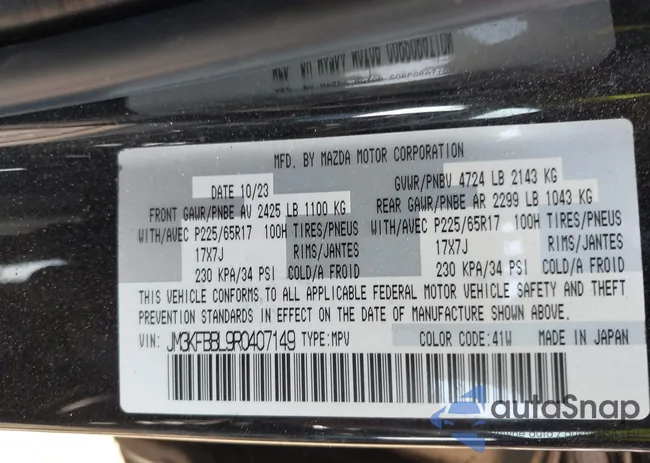 MFD. BY MAZDA MOTOR CORPORATION
DATE 10/23 GVWR/PNBV 4724 LB 2143 KG
FRONT GAWR/PNBE AV 2425 LB 1100 KG REAR GAWR/PNBE AR 2299 LB 1043 KG
WITH/AVEC P225/65R17 100H TIRES/PNEUS WITH/AVEC P225/65R17 100H TIRES/PNEUS
17X7J RIMS/JANTES 17X7J RIMS/JANTES
230 KPA/34 PSI COLD/A FROID 230 KPA/34 PSI COLD/A FROID
THIS VEHICLE CONFORMS TO ALL APPLICABLE FEDERAL MOTOR VEHICLE SAFETY AND THEFT
PREVENTION STANDARDS IN EFFECT ON THE DATE OF MANUFACTURE SHOWN ABOVE.
VIN: JM3KFBBL9R0407149 TYPE: MPV COLOR CODE: 41W MADE IN JAPAN
autaSnap
auta z